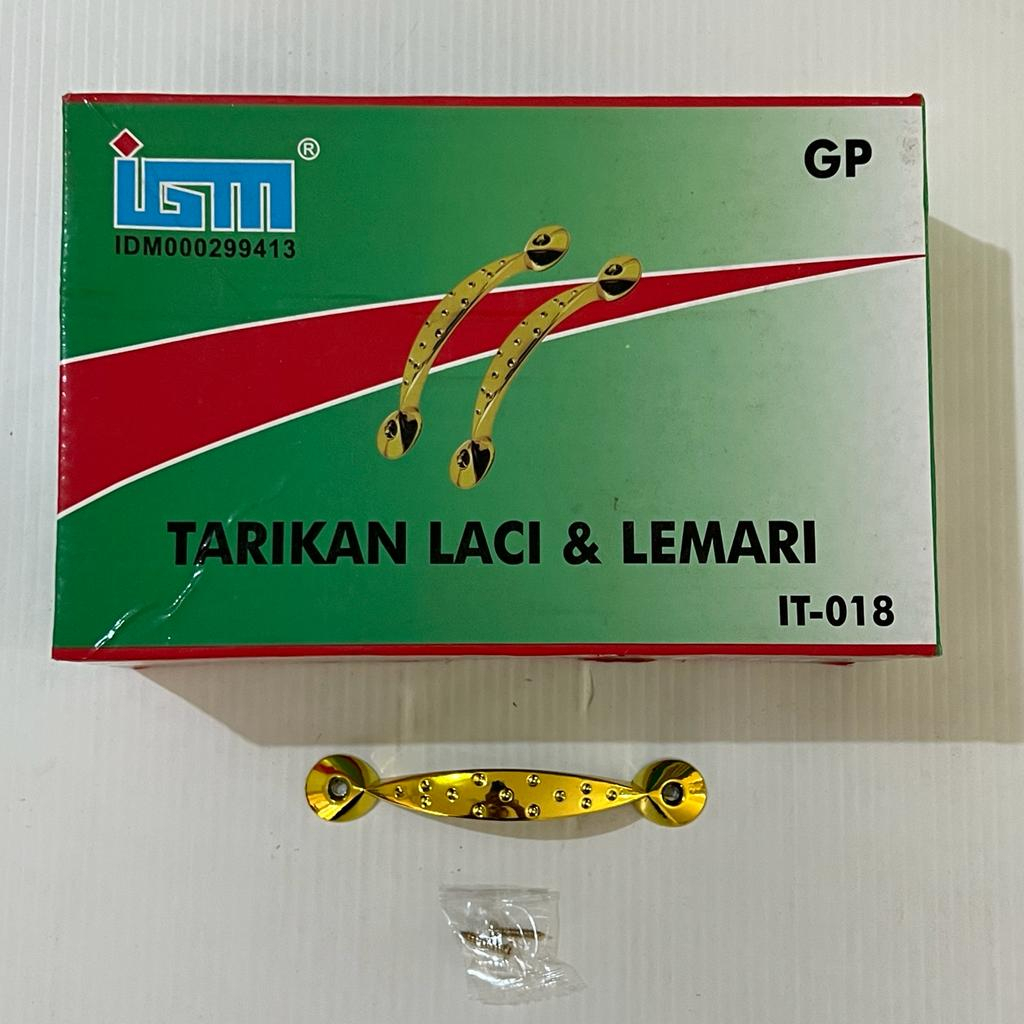 igm ®
GP
IDM000299413
TARIKAN LACI & LEMARI
IT-018